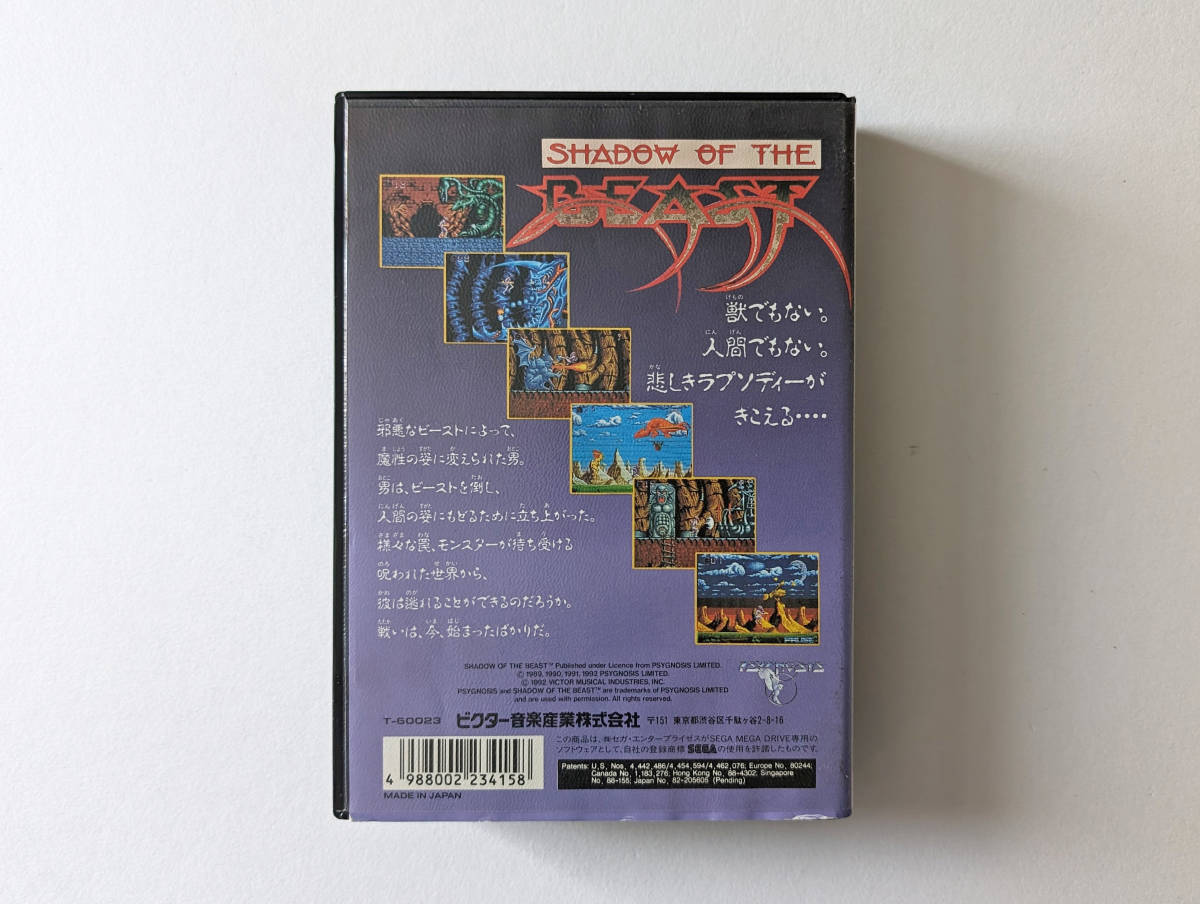 SHADOW OF THE
BEAST
獣でもない。
人間でもない。
悲しきラプソディーが
きこえる‥‥
邪悪なビーストによって、
魔性の姿に変えられた男。
男は、ビーストを倒し、
人間の姿にもどるために立ち上がった。
様々な罠、モンスターが待ち受ける
呪われた世界から、
彼は逃れることができるのだろうか。
戦いは、今、始まったばかりだ。
SHADOW OF THE BEAST™ Published under Licence from PSYGNOSIS LIMITED.
© 1989, 1990, 1991, 1992 PSYGNOSIS LIMITED.
© 1992 VICTOR MUSICAL INDUSTRIES, INC.
PSYGNOSIS and SHADOW OF THE BEAST™ are trademarks of PSYGNOSIS LIMITED
and are used with permission. All rights reserved.
PSYGNOSIS
T-60023 ビクター音楽産業株式会社 〒151 東京都渋谷区千駄ヶ谷2-8-16
この商品は、㈱セガ・エンタープライゼスがSEGA MEGA DRIVE専用の
ソフトウェアとして、自社の登録商標 SEGA の使用を許諾したものです。
4 988002 234158
MADE IN JAPAN
Patents: U.S. Nos. 4,442,486/4,454,594/4,462,076; Europe No. 80244;
Canada No. 1,183,276; Hong Kong No. 88-4302; Singapore
No. 88-155; Japan No. 82-205605 (Pending)